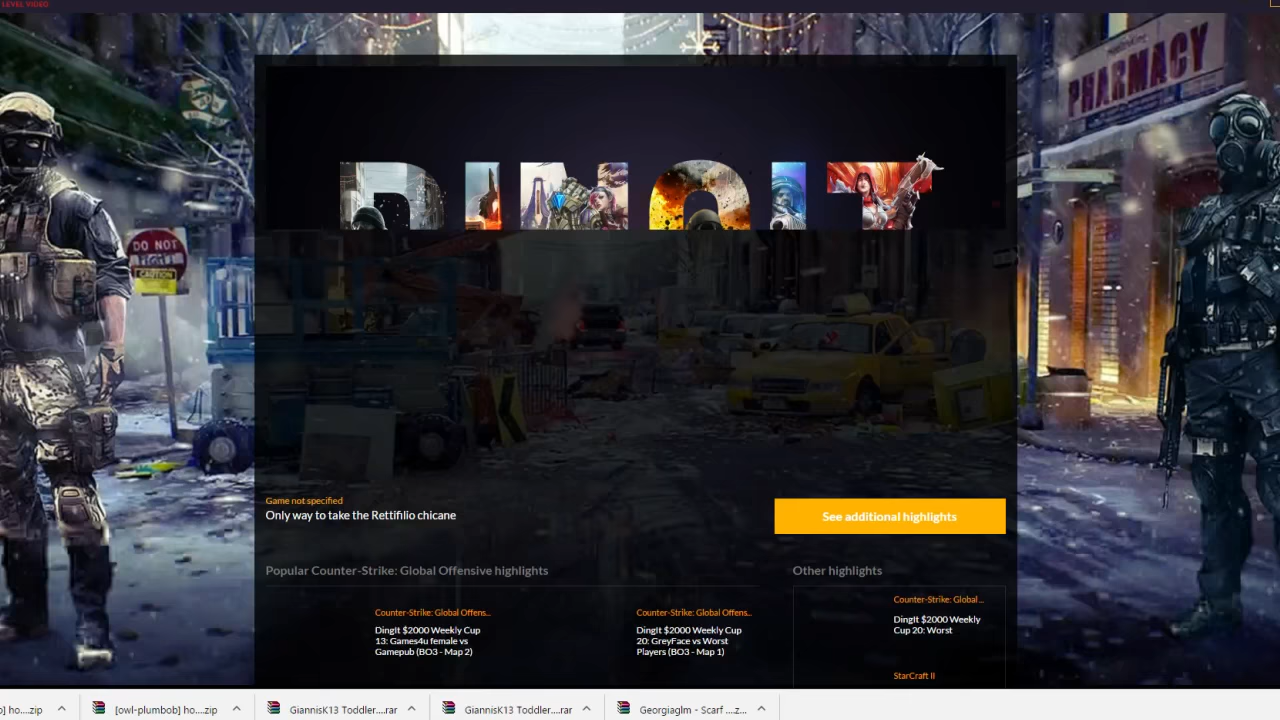 LEVEL VIDEO
PHARMACY
DO NOT
CAUTION
DINGIT
Game not specified
Only way to take the Rettifilio chicane
See additional highlights
Popular Counter-Strike: Global Offensive highlights
Other highlights
Counter-Strike: Global Offens...
DingIt $2000 Weekly Cup
13: Games4u female vs
Gamepub (BO3 - Map 2)
Counter-Strike: Global Offens...
DingIt $2000 Weekly Cup
20: GreyFace vs Worst
Players (BO3 - Map 1)
Counter-Strike: Global ...
DingIt $2000 Weekly
Cup 20: Worst
StarCraft II
] ho....zip
[owl-plumbob] ho....zip
GiannisK13 Toddler....rar
GiannisK13 Toddler....rar
Georgiaglm - Scarf ....z...